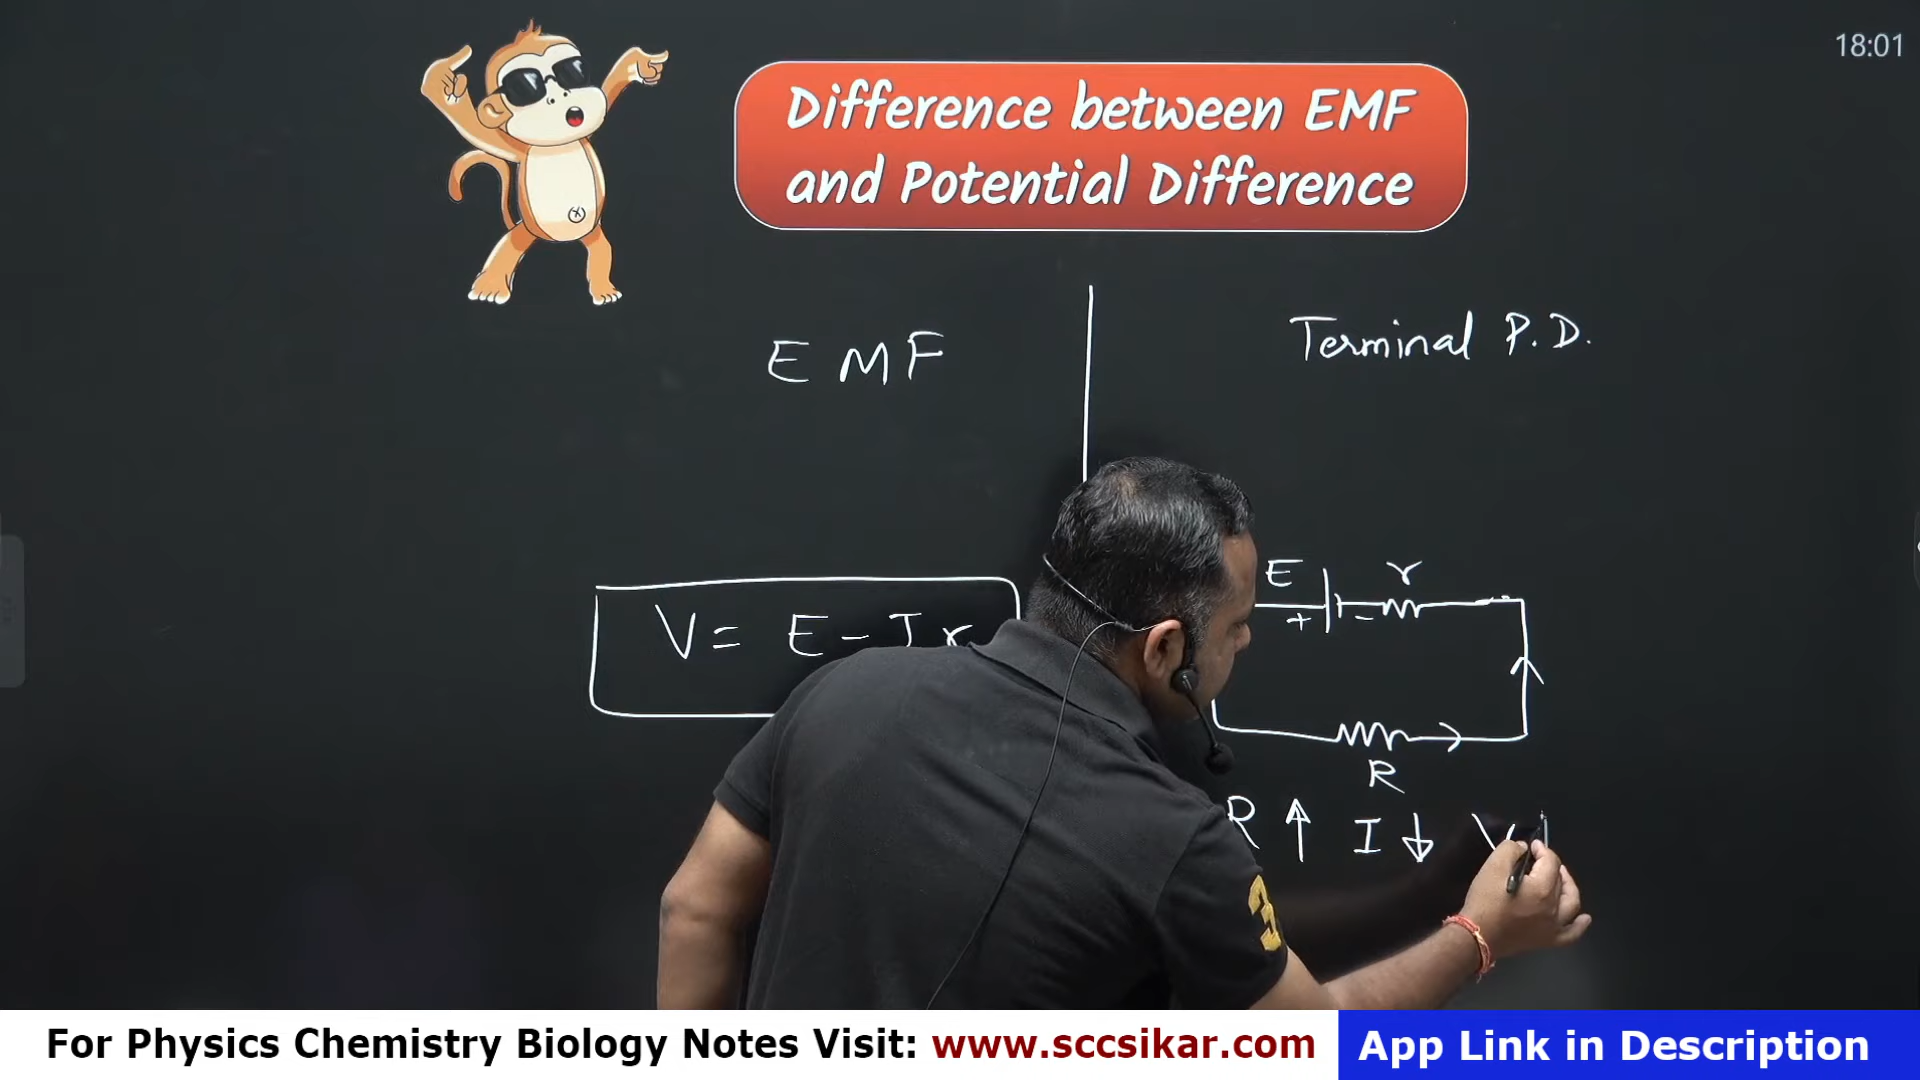 18:01
Difference between EMF
and Potential Difference
EMF
Terminal P.D.
V = E - Ir
E
r
+ -
R
R ↑ I ↓ V
For Physics Chemistry Biology Notes Visit: www.sccsikar.com
App Link in Description